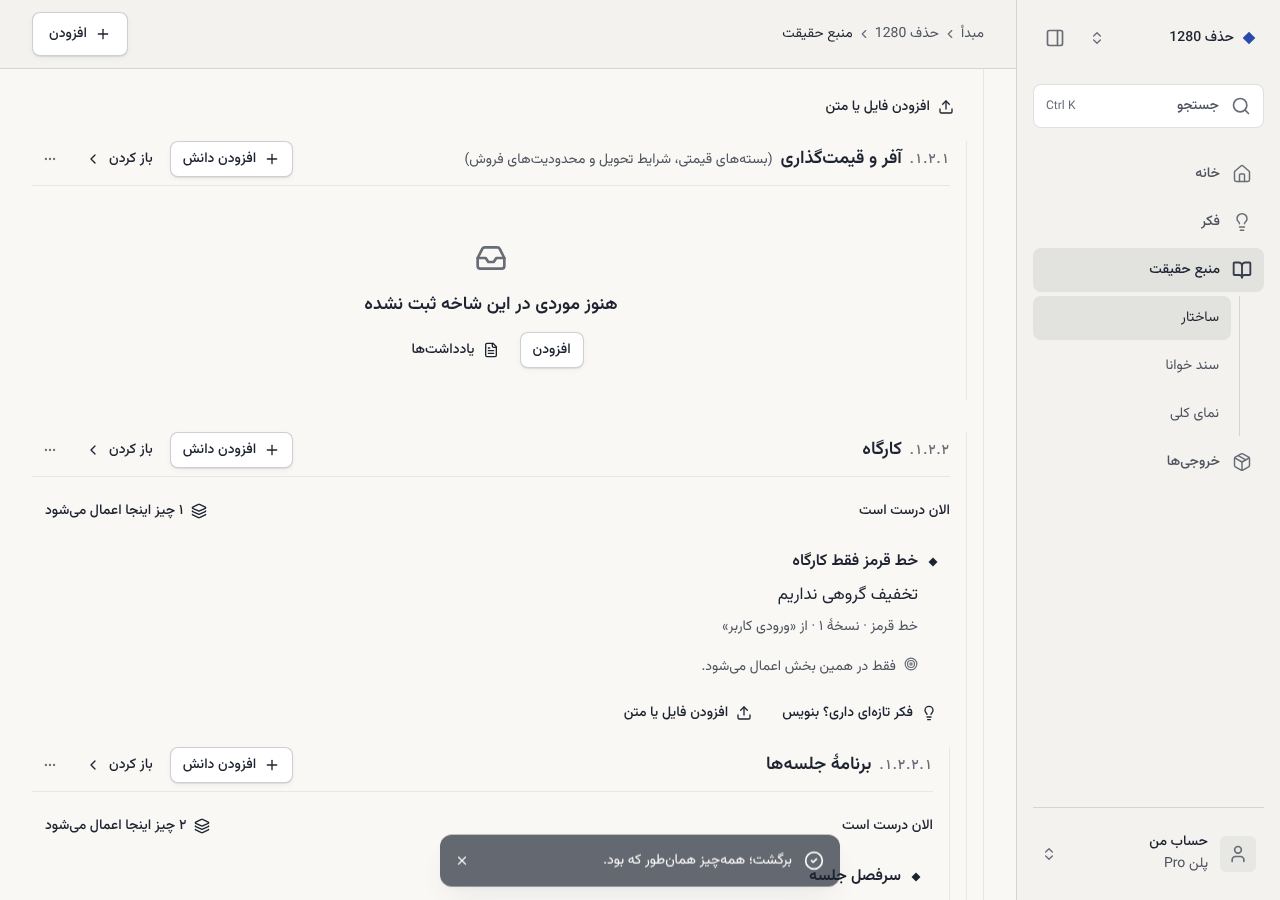 حذف 1280
جستجو
Ctrl K
خانه
فکر
منبع حقیقت
ساختار
سند خوانا
نمای کلی
خروجی‌ها
حساب من
پلن Pro
مبدأ › حذف 1280 › منبع حقیقت
افزودن
افزودن فایل یا متن
۱.۲.۱. آفر و قیمت‌گذاری (بسته‌های قیمتی، شرایط تحویل و محدودیت‌های فروش)
افزودن دانش
باز کردن
هنوز موردی در این شاخه ثبت نشده
افزودن
یادداشت‌ها
۱.۲.۲. کارگاه
افزودن دانش
باز کردن
الان درست است
۱ چیز اینجا اعمال می‌شود
خط قرمز فقط کارگاه
تخفیف گروهی نداریم
خط قرمز · نسخهٔ ۱ · از «ورودی کاربر»
فقط در همین بخش اعمال می‌شود.
فکر تازه‌ای داری؟ بنویس
افزودن فایل یا متن
۱.۲.۲.۱. برنامهٔ جلسه‌ها
افزودن دانش
باز کردن
الان درست است
۲ چیز اینجا اعمال می‌شود
برگشت؛ همه‌چیز همان‌طور که بود.
سرفصل جلسه